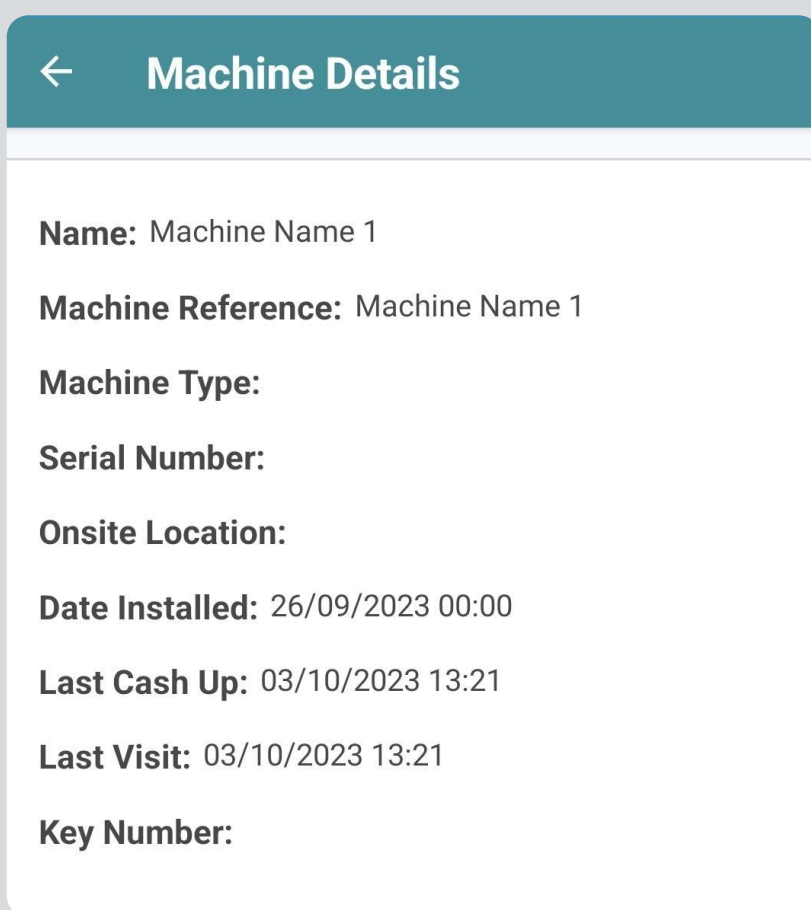 Machine Details
Name: Machine Name 1
Machine Reference: Machine Name 1
Machine Type:
Serial Number:
Onsite Location:
Date Installed: 26/09/2023 00:00
Last Cash Up: 03/10/2023 13:21
Last Visit: 03/10/2023 13:21
Key Number: